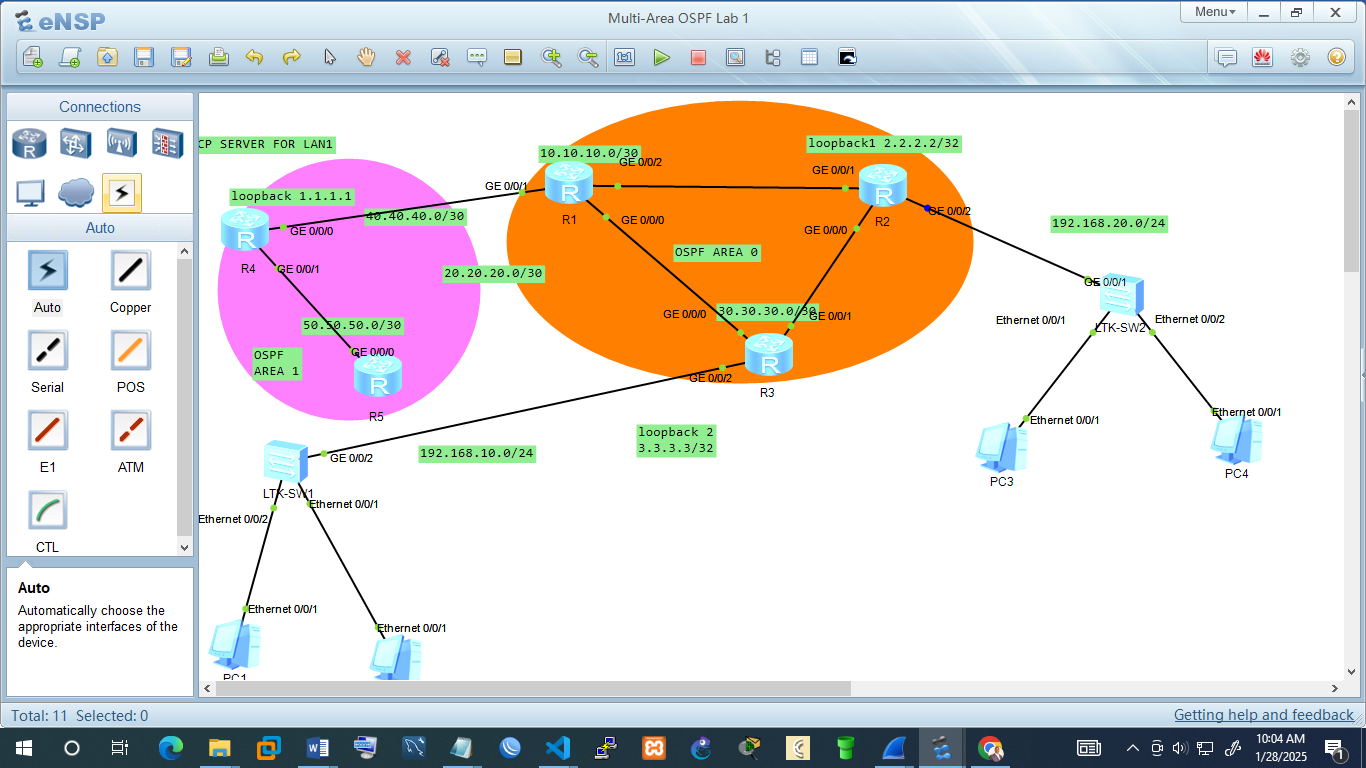 eNSP
Multi-Area OSPF Lab 1
Menu
Connections
Auto
Auto
Copper
Serial
POS
E1
ATM
CTL
Auto
Automatically choose the
appropriate interfaces of the
device.
CP SERVER FOR LAN1
loopback 1.1.1.1
40.40.40.0/30
GE 0/0/0
R4
GE 0/0/1
20.20.20.0/30
50.50.50.0/30
GE 0/0/0
OSPF
AREA 1
R5
10.10.10.0/30
GE 0/0/2
GE 0/0/1
R1
GE 0/0/0
loopback1 2.2.2.2/32
GE 0/0/1
R2
GE 0/0/2
GE 0/0/0
OSPF AREA 0
GE 0/0/0
30.30.30.0/30
GE 0/0/1
GE 0/0/2
R3
192.168.20.0/24
GE 0/0/1
Ethernet 0/0/1
Ethernet 0/0/2
LTK-SW2
Ethernet 0/0/1
Ethernet 0/0/1
PC3
PC4
loopback 2
3.3.3.3/32
192.168.10.0/24
GE 0/0/2
LTK-SW1
Ethernet 0/0/1
Ethernet 0/0/2
Ethernet 0/0/1
Ethernet 0/0/1
PC1
Total: 11 Selected: 0
Getting help and feedback
10:04 AM
1/28/2025
1